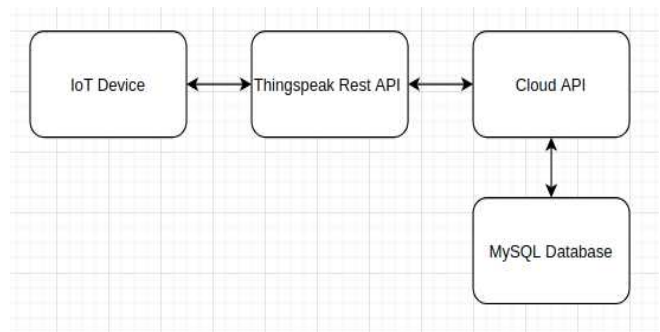 IoT Device
Thingspeak Rest API
Cloud API
MySQL Database